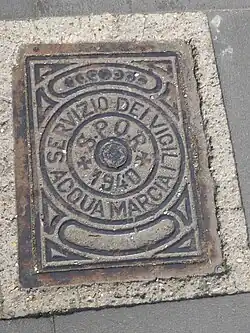 SERVIZIO DEI VIGILI
S.P.Q.R.
1940
ACQUA MARCIA